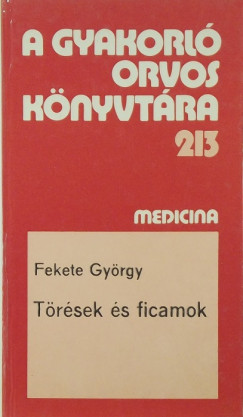 A GYAKORLÓ
ORVOS
KÖNYVTÁRA
213
MEDICINA
Fekete György
Törések és ficamok